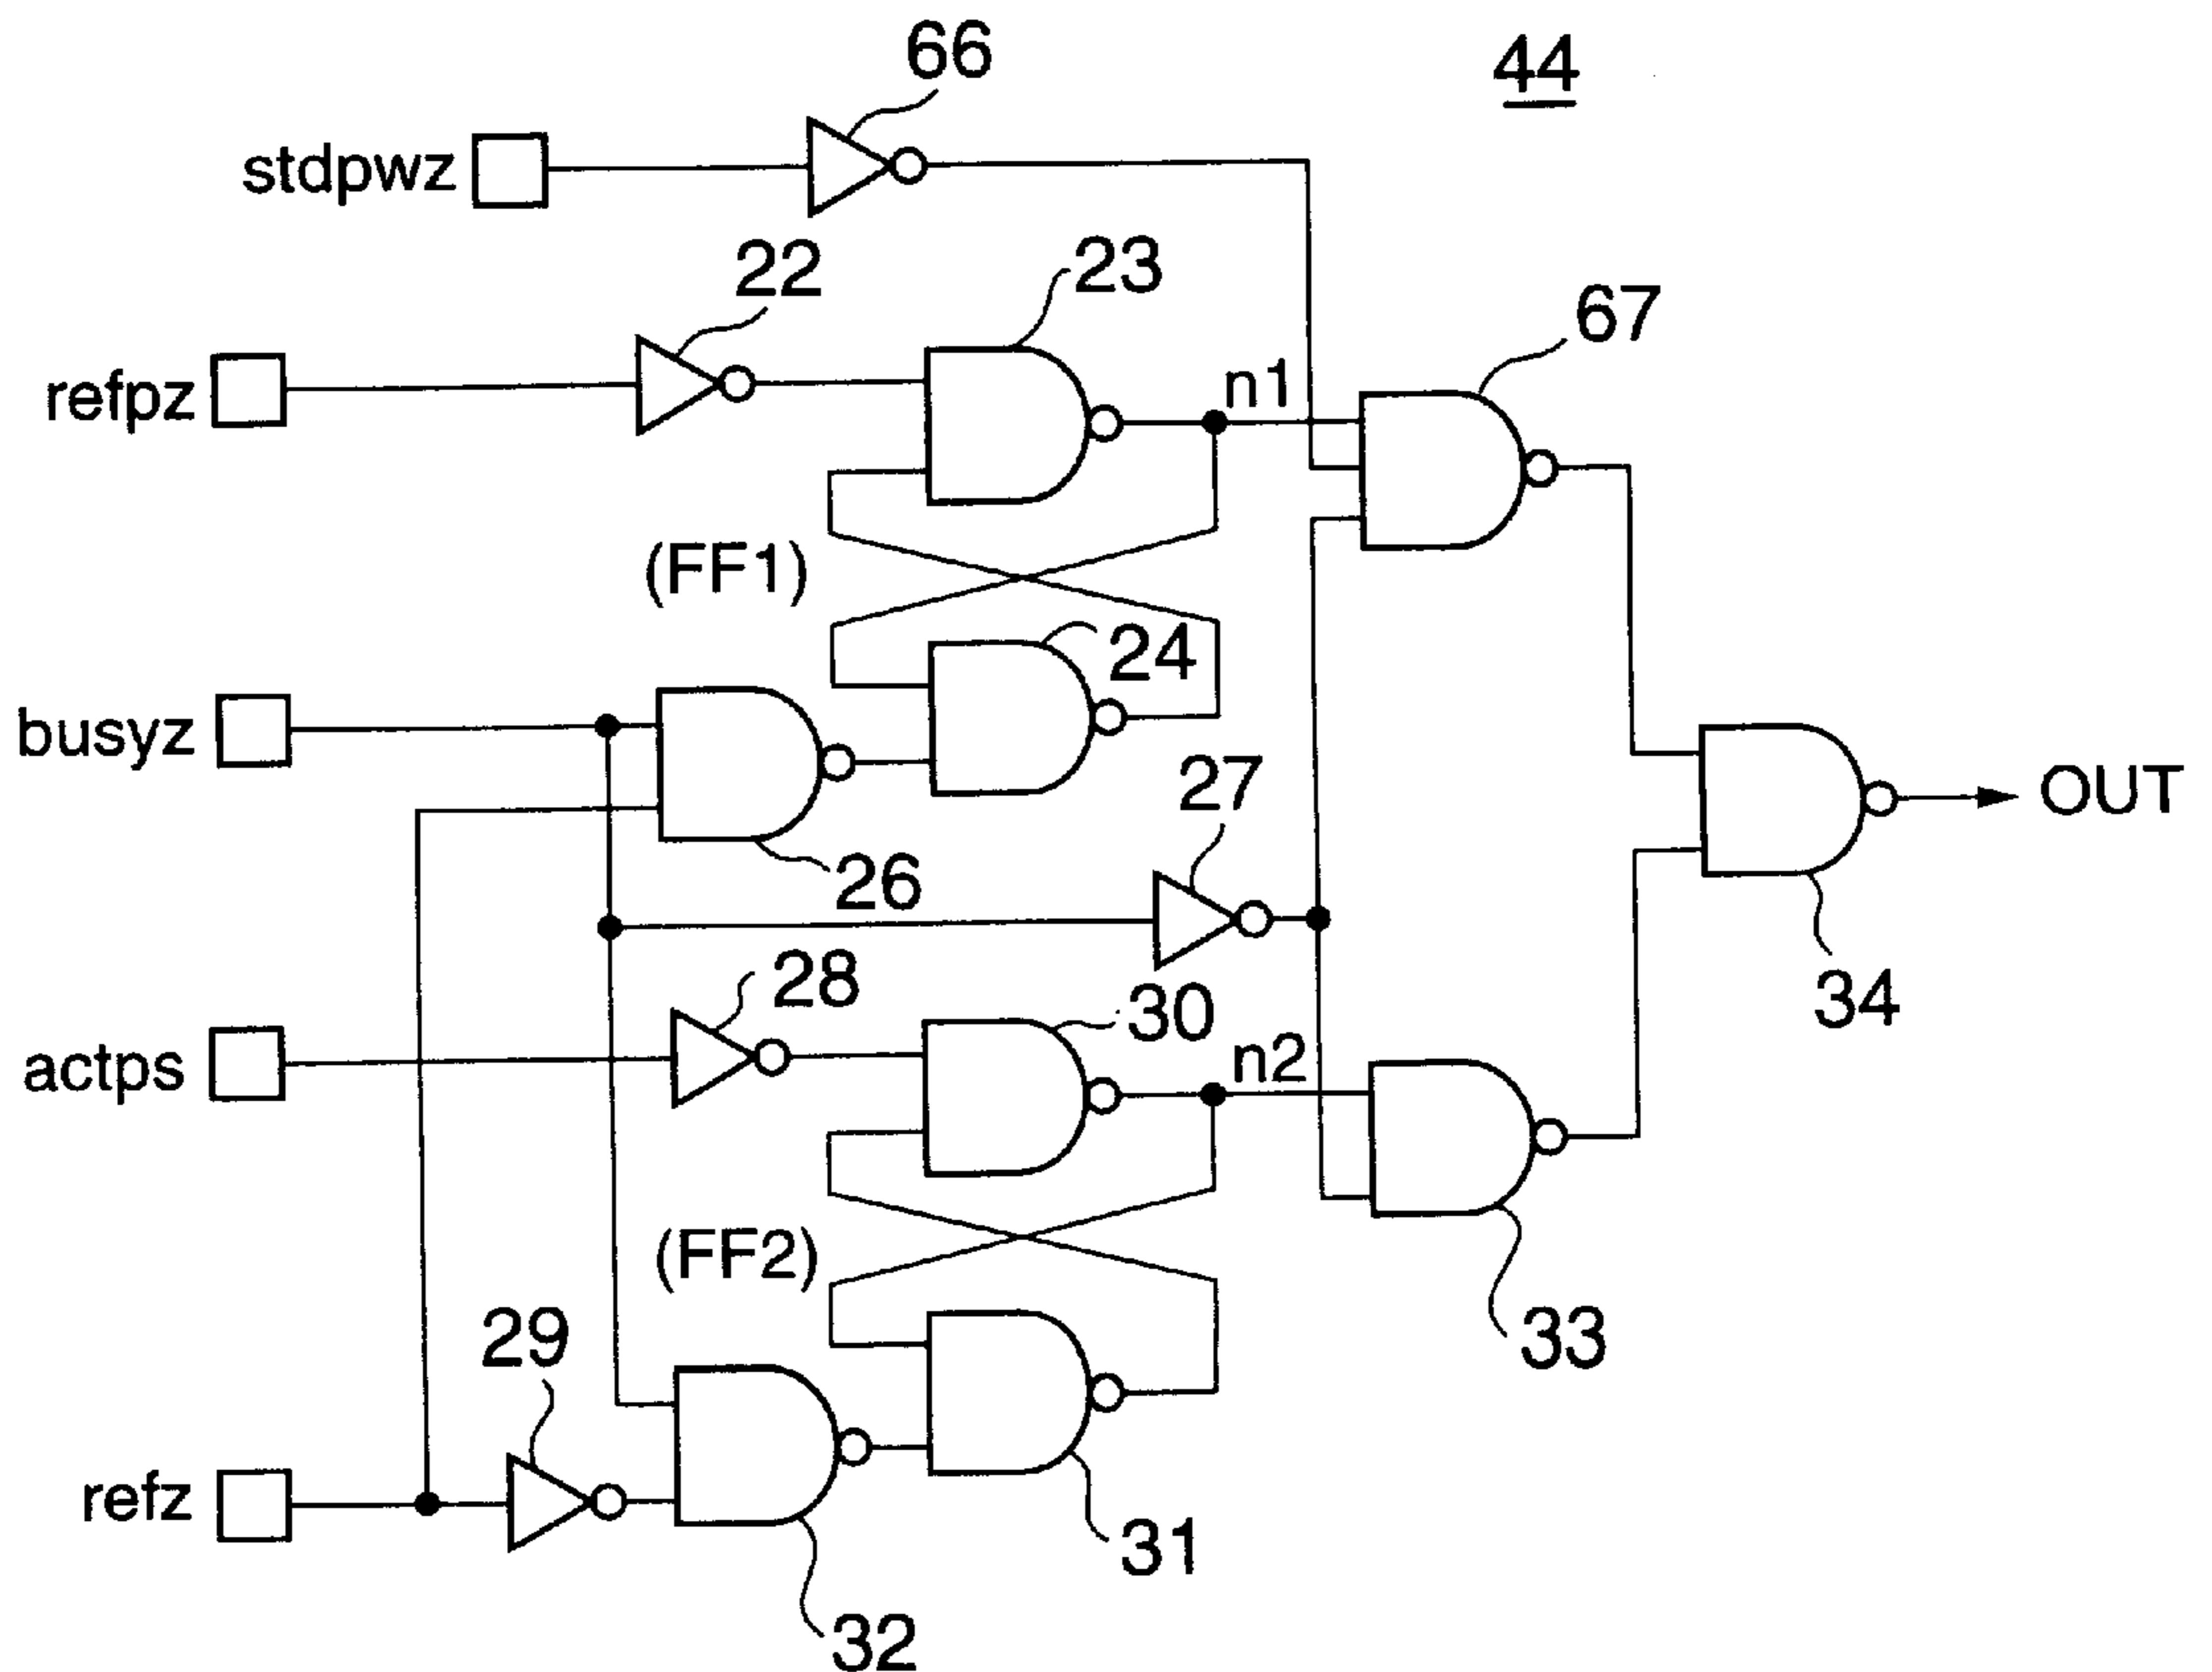 66
44
stdpwz
22
23
67
refpz
n1
(FF1)
24
busyz
27
OUT
26
28
30
34
actps
n2
(FF2)
29
33
refz
31
32